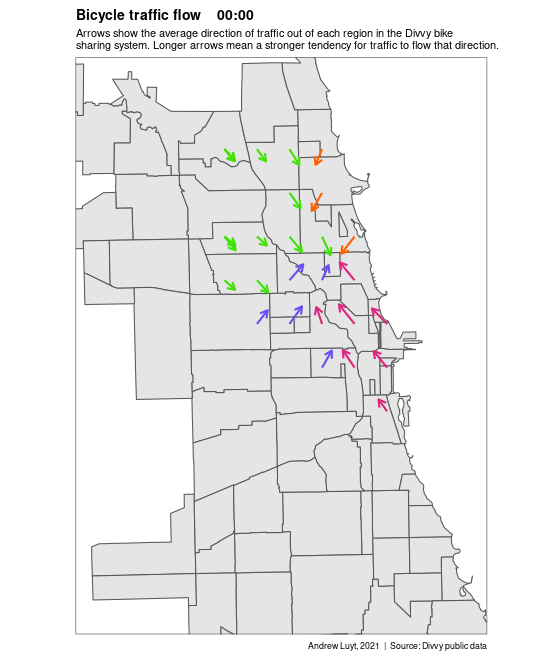 Bicycle traffic flow 00:00
Arrows show the average direction of traffic out of each region in the Divvy bike
sharing system. Longer arrows mean a stronger tendency for traffic to flow that direction.
Andrew Luyt, 2021 | Source: Divvy public data